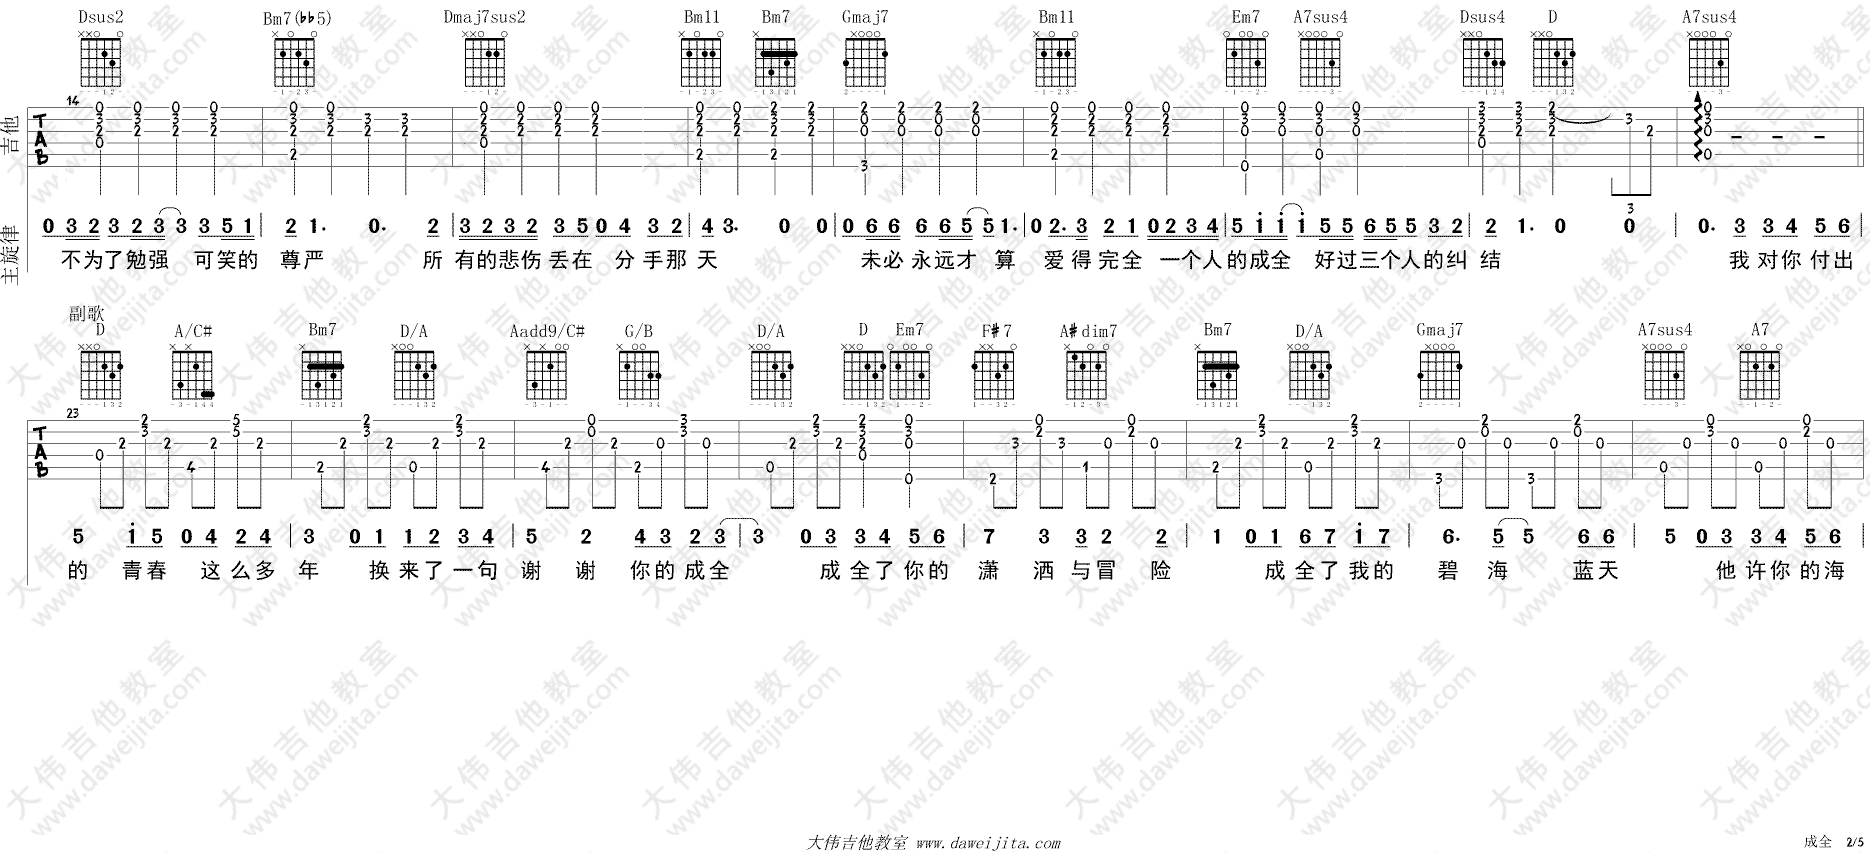 Dsus2 Bm7(♭♭5) Dmaj7sus2 Bm11 Bm7 Gmaj7 Bm11 Em7 A7sus4 Dsus4 D A7sus4
14
吉他
TAB
主旋律
0 3 2 3 2 3 3 3 5 1 | 2 1. 0. 2 | 3 2 3 2 3 5 0 4 3 2 | 4 3. 0 0 | 0 6 6 6 6 5 5 1. | 0 2. 3 2 1 0 2 3 4 | 5 i i i 5 5 6 5 5 3 2 | 2 1. 0 0 | 0. 3 3 4 5 6 |
不为了勉强 可笑的 尊严 所 有的悲伤 丢在 分手那 天 未必 永远才 算 爱得完全 一个人的成全 好过三个人的纠 结 我 对你 付出
副歌
D A/C# Bm7 D/A Aadd9/C# G/B D/A D Em7 F♯7 A♯dim7 Bm7 D/A Gmaj7 A7sus4 A7
23
TAB
5 i 5 0 4 2 4 | 3 0 1 1 2 3 4 | 5 2 4 3 2 3 | 3 0 3 3 4 5 6 | 7 3 3 2 2 | 1 0 1 6 7 i 7 | 6. 5 5 6 6 | 5 0 3 3 4 5 6 |
的 青春 这么多 年 换来了一句 谢 谢 你的成全 成全了你的 潇 洒 与冒 险 成全了我的 碧 海 蓝天 他许你的海
大伟吉他教室 www.daweijita.com
成全 2/5